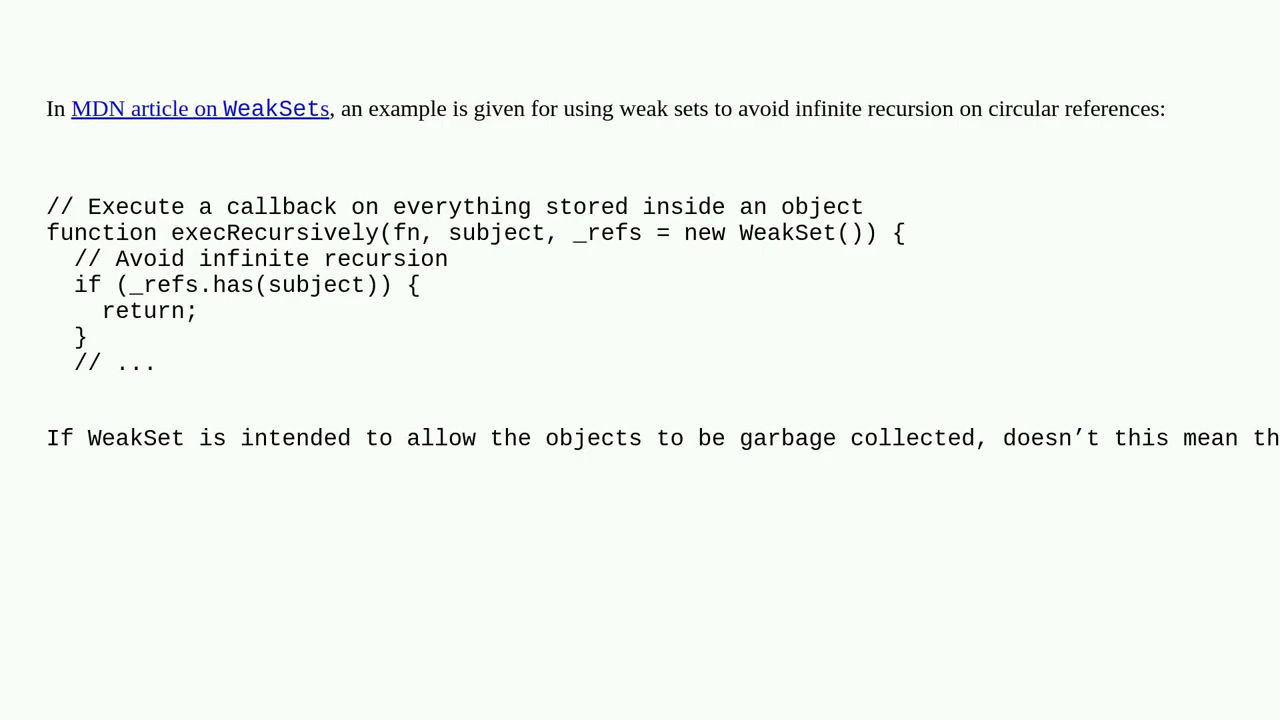 In MDN article on WeakSets, an example is given for using weak sets to avoid infinite recursion on circular references:
// Execute a callback on everything stored inside an object
function execRecursively(fn, subject, _refs = new WeakSet()) {
  // Avoid infinite recursion
  if (_refs.has(subject)) {
    return;
  }
  // ...
If WeakSet is intended to allow the objects to be garbage collected, doesn’t this mean